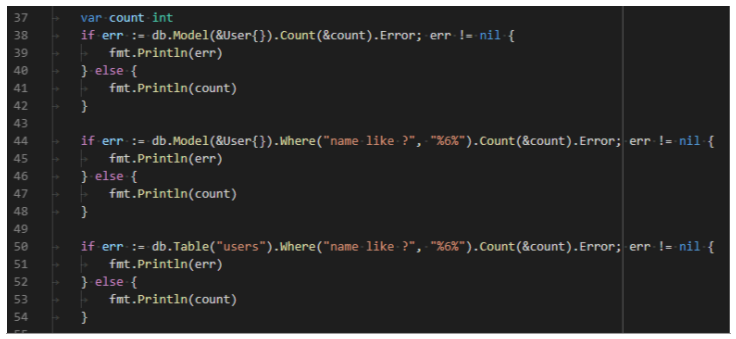 37 var count int
38 if err := db.Model(&User{}).Count(&count).Error; err != nil {
39 fmt.Println(err)
40 } else {
41 fmt.Println(count)
42 }
43
44 if err := db.Model(&User{}).Where("name like ?", "%6%").Count(&count).Error; err != nil {
45 fmt.Println(err)
46 } else {
47 fmt.Println(count)
48 }
49
50 if err := db.Table("users").Where("name like ?", "%6%").Count(&count).Error; err != nil {
51 fmt.Println(err)
52 } else {
53 fmt.Println(count)
54 }